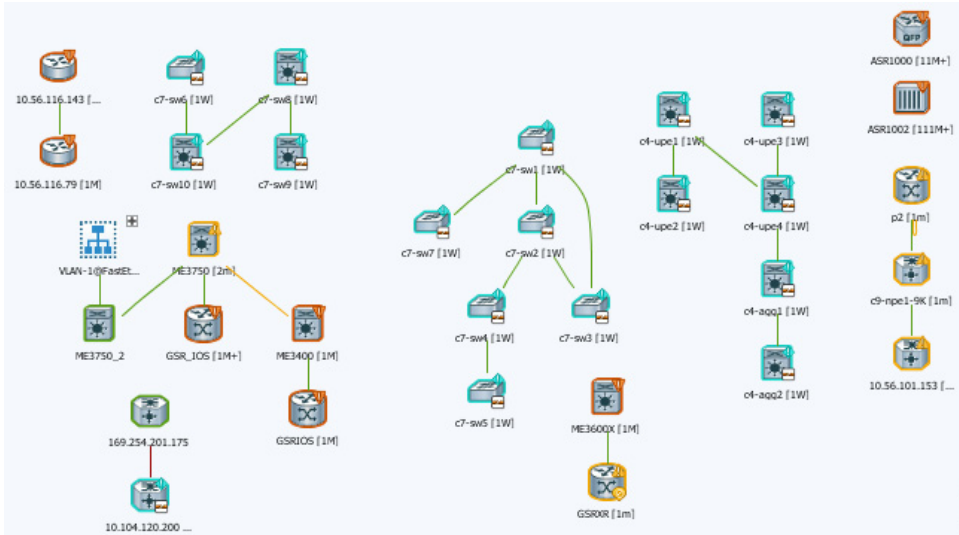 ASR1000 [11M+]
10.56.116.143 [...
c7-sw6 [1W]
c7-sw8 [1W]
ASR1002 [111M+]
c4-upe1 [1W]
c4-upe3 [1W]
c7-sw1 [1W]
10.56.116.79 [1M]
c7-sw10 [1W]
c7-sw9 [1W]
p2 [1m]
c4-upe2 [1W]
c4-upe4 [1W]
c7-sw7 [1W]
c7-sw2 [1W]
VLAN-1@FastEt...
ME3750 [2m]
c9-npe1-9K [1m]
c4-agg1 [1W]
c7-sw4 [1W]
c7-sw3 [1W]
ME3750_2
GSR_IOS [1M+]
ME3400 [1M]
10.56.101.153 [...
c4-agg2 [1W]
c7-sw5 [1W]
ME3600X [1M]
169.254.201.175
GSRIOS [1M]
GSRXR [1m]
10.104.120.200 ...
QFP